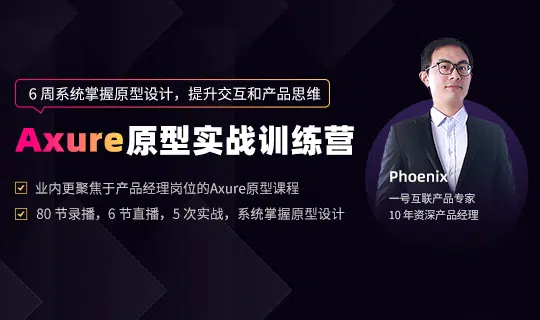 6 周系统掌握原型设计，提升交互和产品思维
Axure原型实战训练营
业内更聚焦于产品经理岗位的Axure原型课程
80 节录播，6 节直播，5 次实战，系统掌握原型设计
Phoenix
一号互联产品专家
10 年资深产品经理